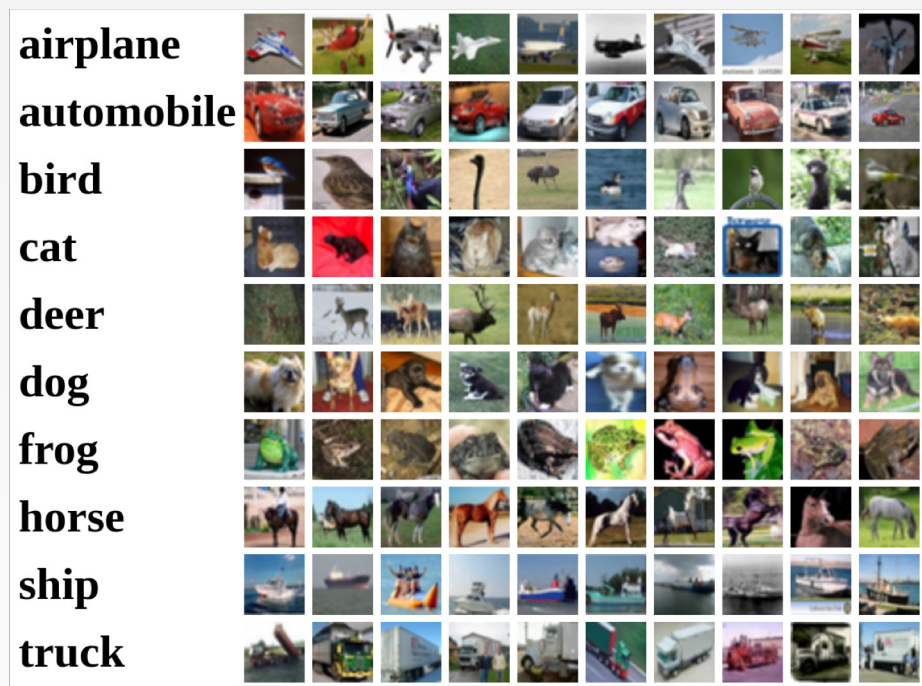 airplane
automobile
bird
cat
deer
dog
frog
horse
ship
truck